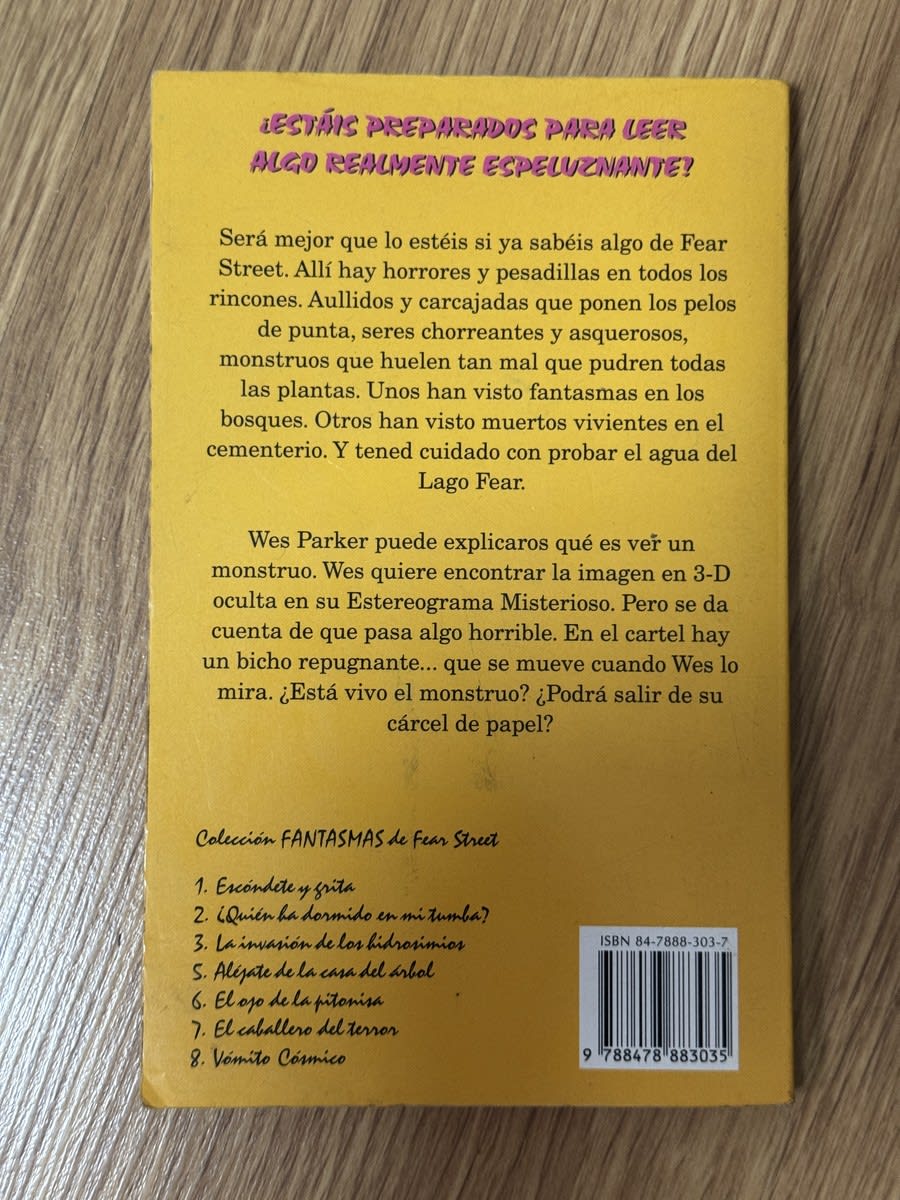 ¿ESTÁIS PREPARADOS PARA LEER
ALGO REALMENTE ESPELUZNANTE?
Será mejor que lo estéis si ya sabéis algo de Fear
Street. Allí hay horrores y pesadillas en todos los
rincones. Aullidos y carcajadas que ponen los pelos
de punta, seres chorreantes y asquerosos,
monstruos que huelen tan mal que pudren todas
las plantas. Unos han visto fantasmas en los
bosques. Otros han visto muertos vivientes en el
cementerio. Y tened cuidado con probar el agua del
Lago Fear.
Wes Parker puede explicaros qué es ver un
monstruo. Wes quiere encontrar la imagen en 3-D
oculta en su Estereograma Misterioso. Pero se da
cuenta de que pasa algo horrible. En el cartel hay
un bicho repugnante... que se mueve cuando Wes lo
mira. ¿Está vivo el monstruo? ¿Podrá salir de su
cárcel de papel?
Colección FANTASMAS de Fear Street
1. Escóndete y grita
2. ¿Quién ha dormido en mi tumba?
3. La invasión de los hidrosimios
5. Aléjate de la casa del árbol
6. El ojo de la pitonisa
7. El caballero del terror
8. Vómito Cósmico
ISBN 84-7888-303-7
9 788478 883035